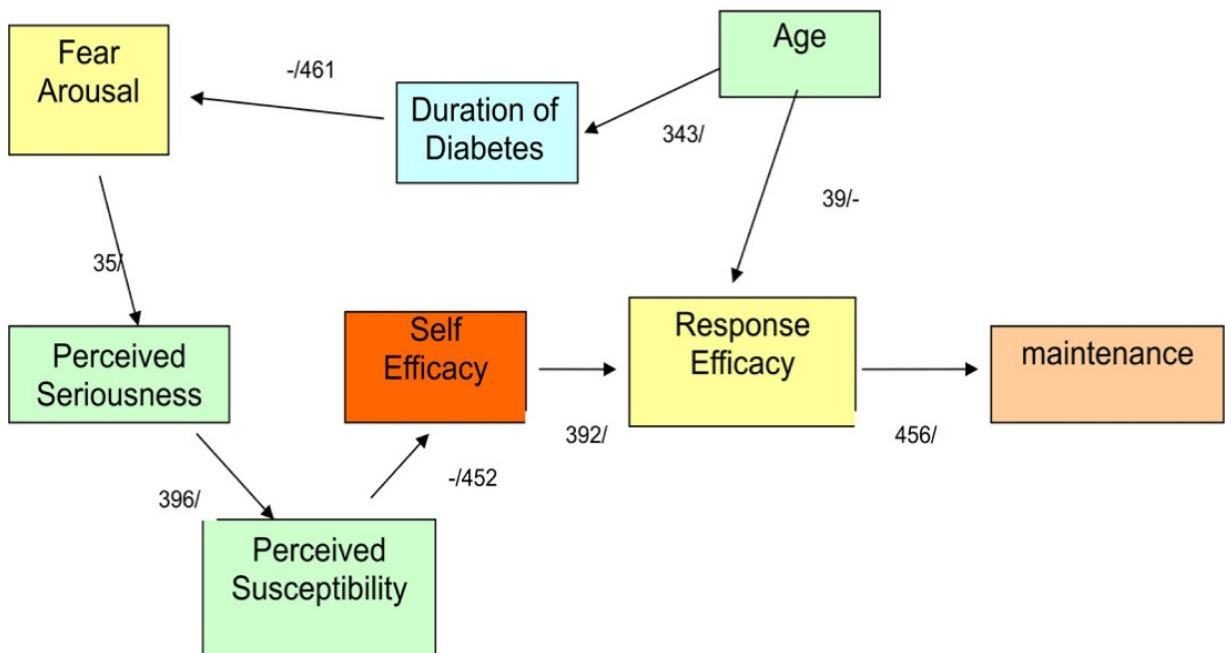 Fear
Arousal
-/461
Duration of
Diabetes
Age
343/
39/-
35/
Perceived
Seriousness
Self
Efficacy
Response
Efficacy
maintenance
392/
456/
396/
-/452
Perceived
Susceptibility